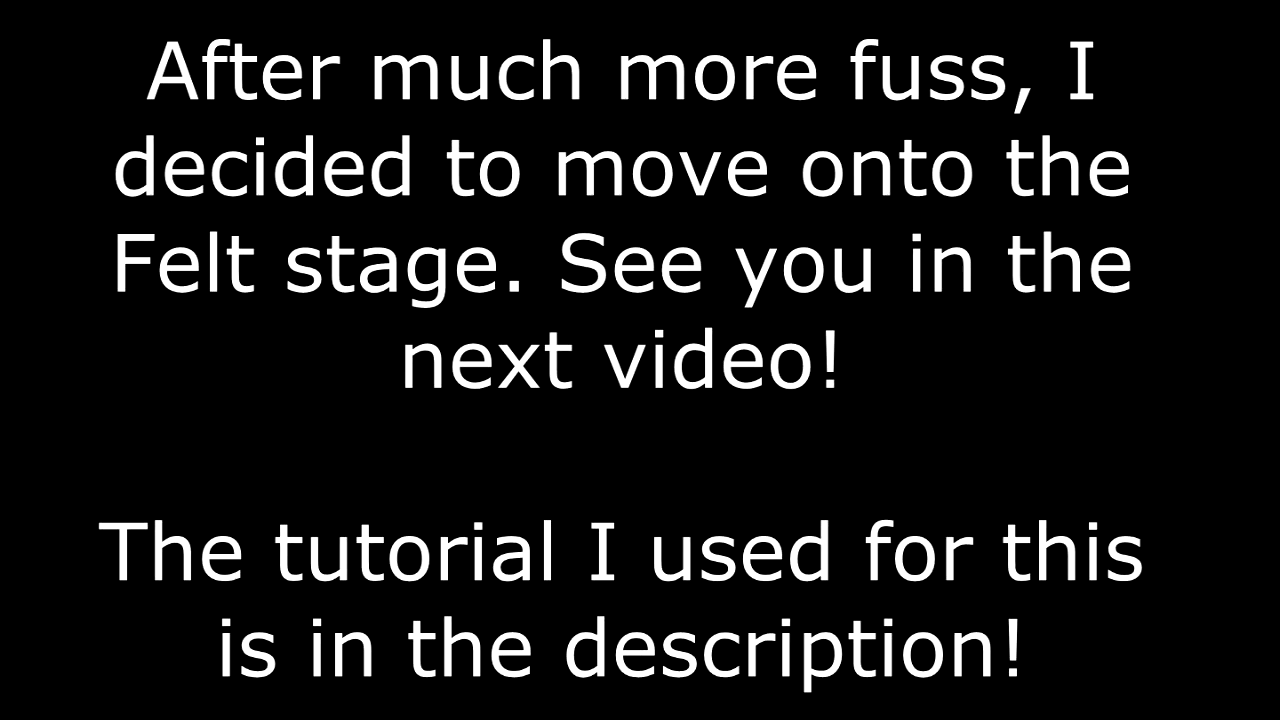 After much more fuss, I
decided to move onto the
Felt stage. See you in the
next video!
The tutorial I used for this
is in the description!